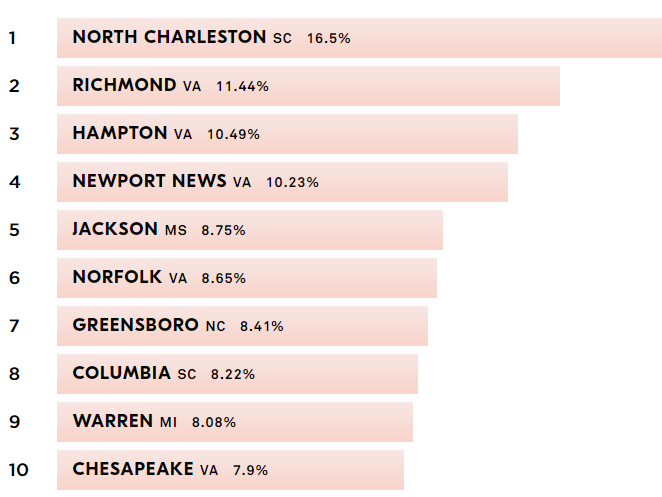 1 NORTH CHARLESTON SC 16.5%
2 RICHMOND VA 11.44%
3 HAMPTON VA 10.49%
4 NEWPORT NEWS VA 10.23%
5 JACKSON MS 8.75%
6 NORFOLK VA 8.65%
7 GREENSBORO NC 8.41%
8 COLUMBIA SC 8.22%
9 WARREN MI 8.08%
10 CHESAPEAKE VA 7.9%